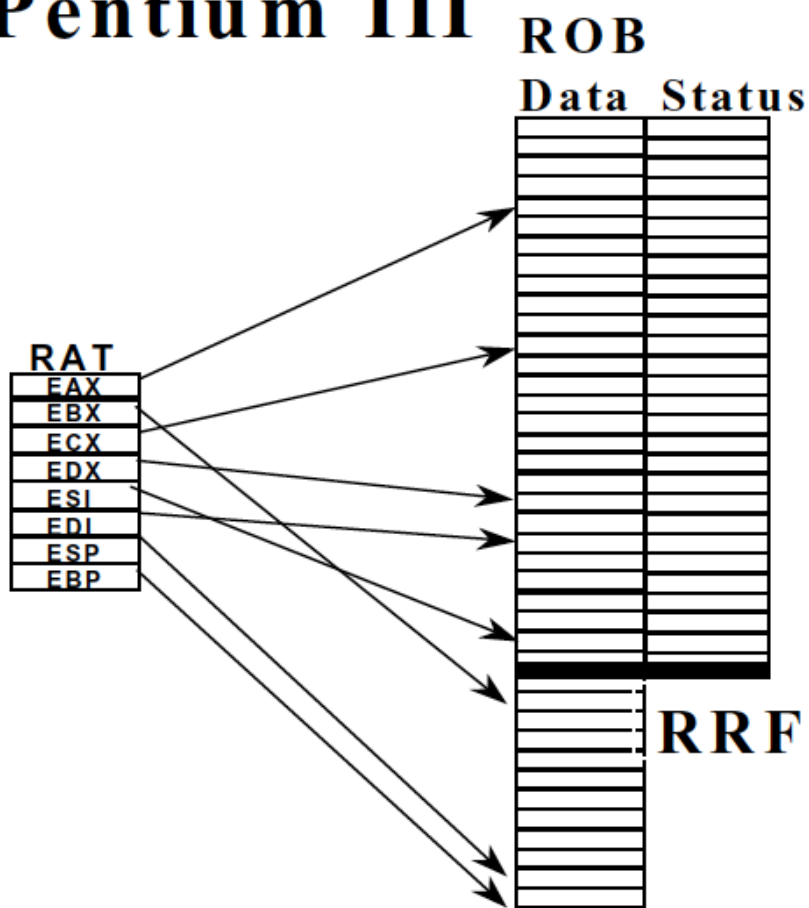 Pentium III
ROB
Data Status
RAT
EAX
EBX
ECX
EDX
ESI
EDI
ESP
EBP
RRF